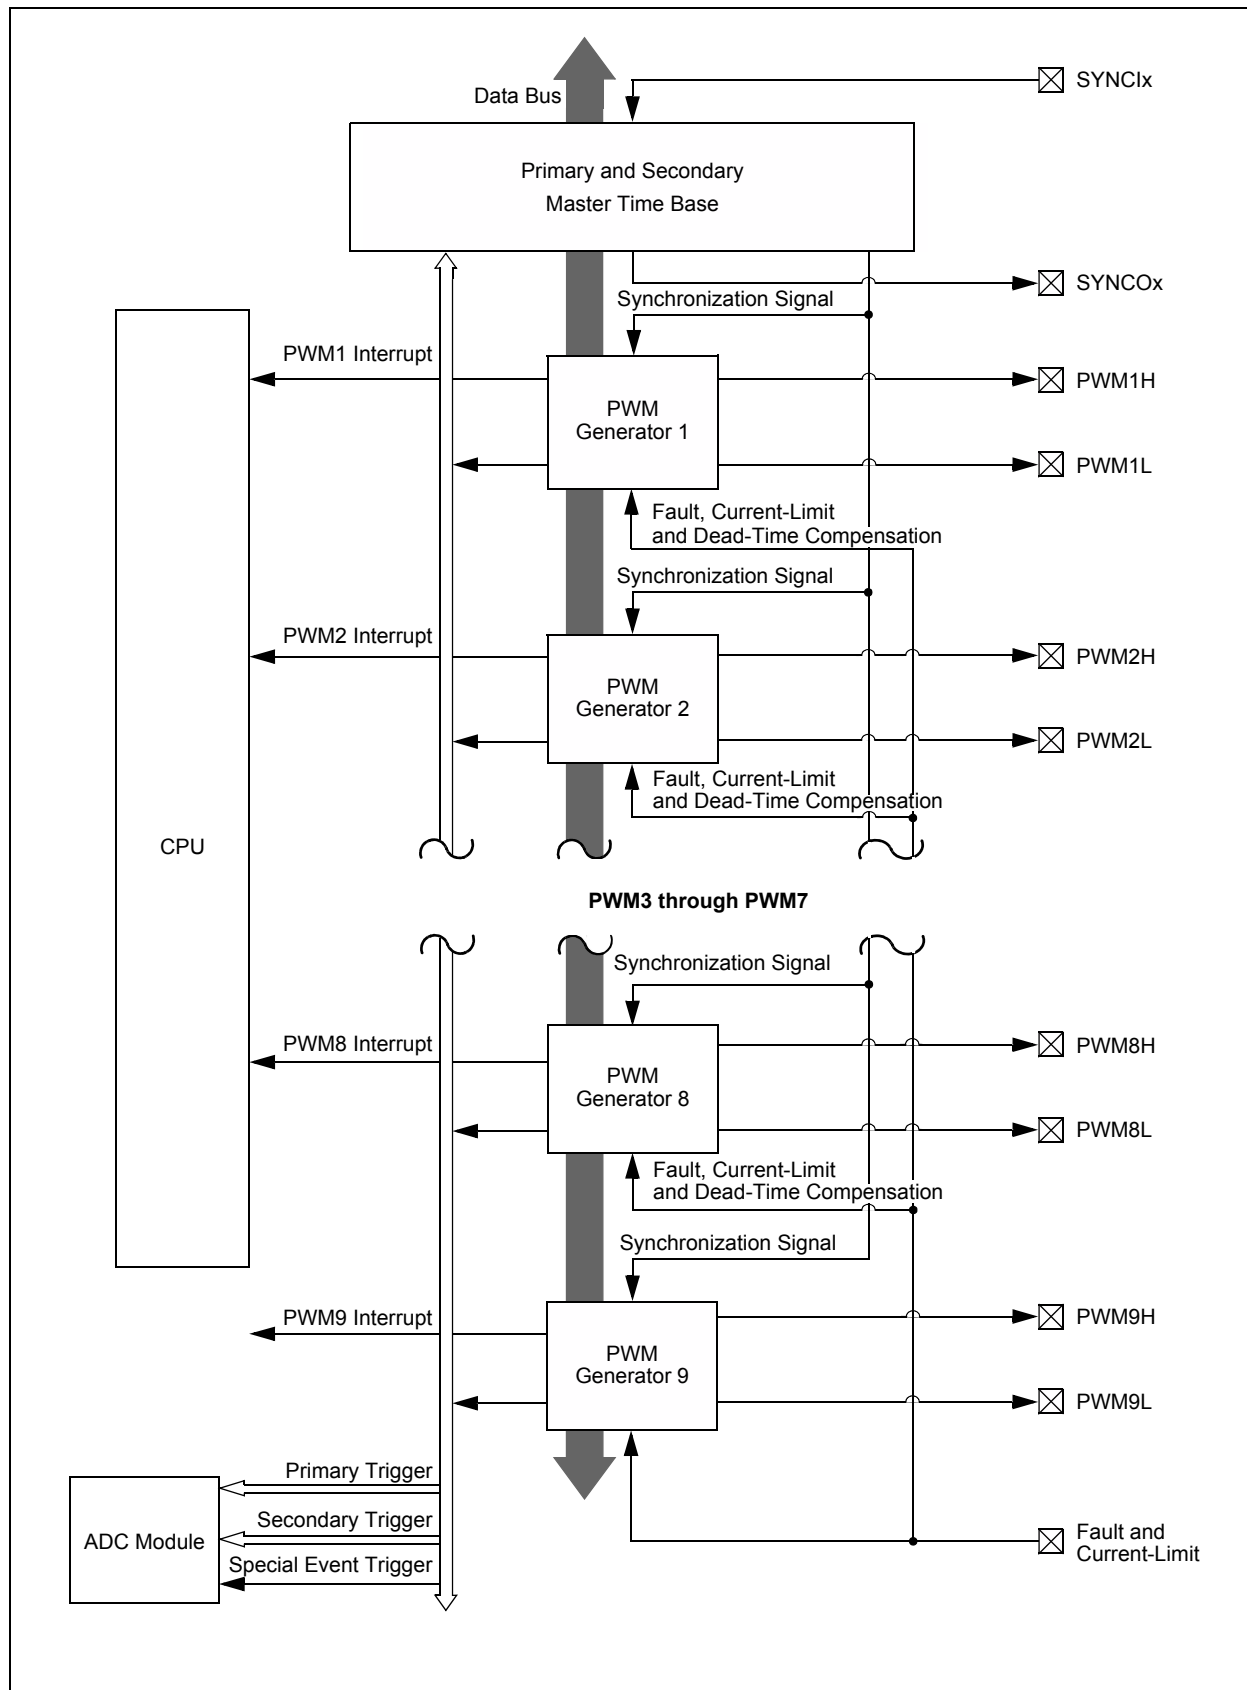 SYNCIx
Data Bus
Primary and Secondary
Master Time Base
SYNCOx
Synchronization Signal
PWM1 Interrupt
PWM1H
PWM
Generator 1
PWM1L
Fault, Current-Limit
and Dead-Time Compensation
Synchronization Signal
PWM2 Interrupt
PWM2H
PWM
Generator 2
PWM2L
Fault, Current-Limit
and Dead-Time Compensation
CPU
PWM3 through PWM7
Synchronization Signal
PWM8 Interrupt
PWM8H
PWM
Generator 8
PWM8L
Fault, Current-Limit
and Dead-Time Compensation
Synchronization Signal
PWM9 Interrupt
PWM9H
PWM
Generator 9
PWM9L
Primary Trigger
Secondary Trigger
ADC Module
Special Event Trigger
Fault and
Current-Limit